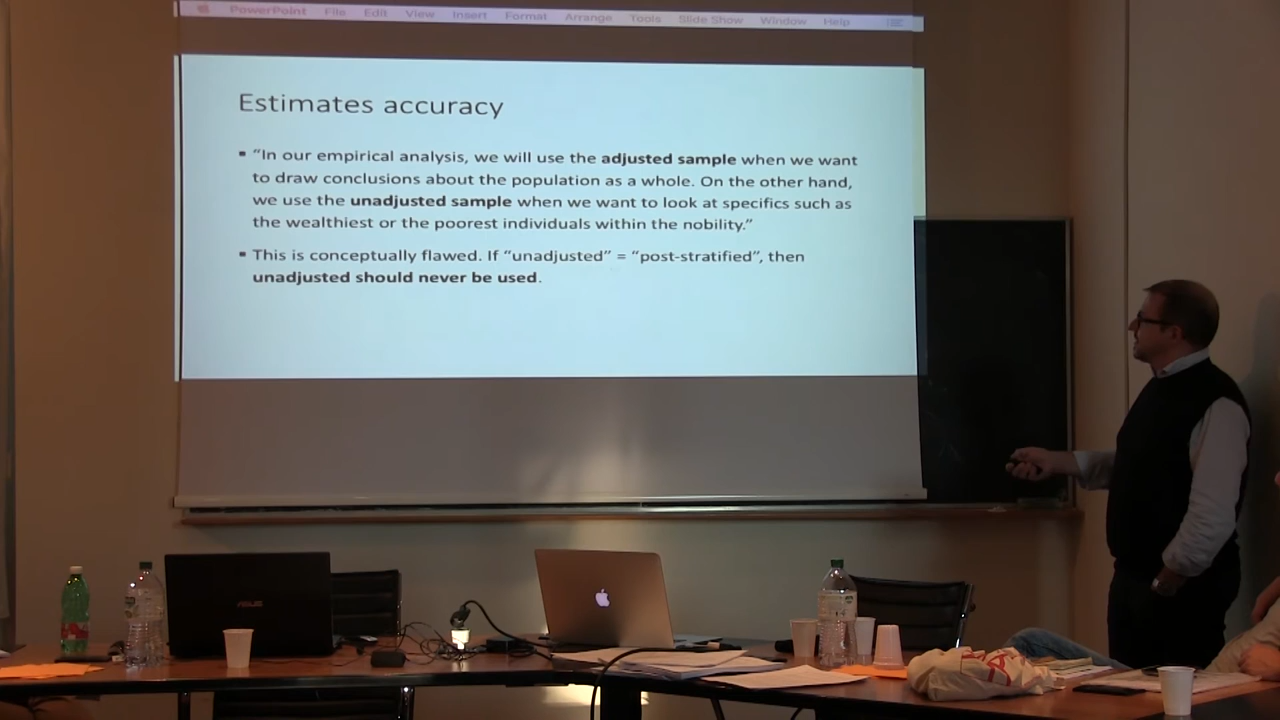 PowerPoint File Edit View Insert Format Arrange Tools Slide Show Window Help
Estimates accuracy
▪ “In our empirical analysis, we will use the adjusted sample when we want
to draw conclusions about the population as a whole. On the other hand,
we use the unadjusted sample when we want to look at specifics such as
the wealthiest or the poorest individuals within the nobility.”
▪ This is conceptually flawed. If “unadjusted” = “post-stratified”, then
unadjusted should never be used.
ASUS